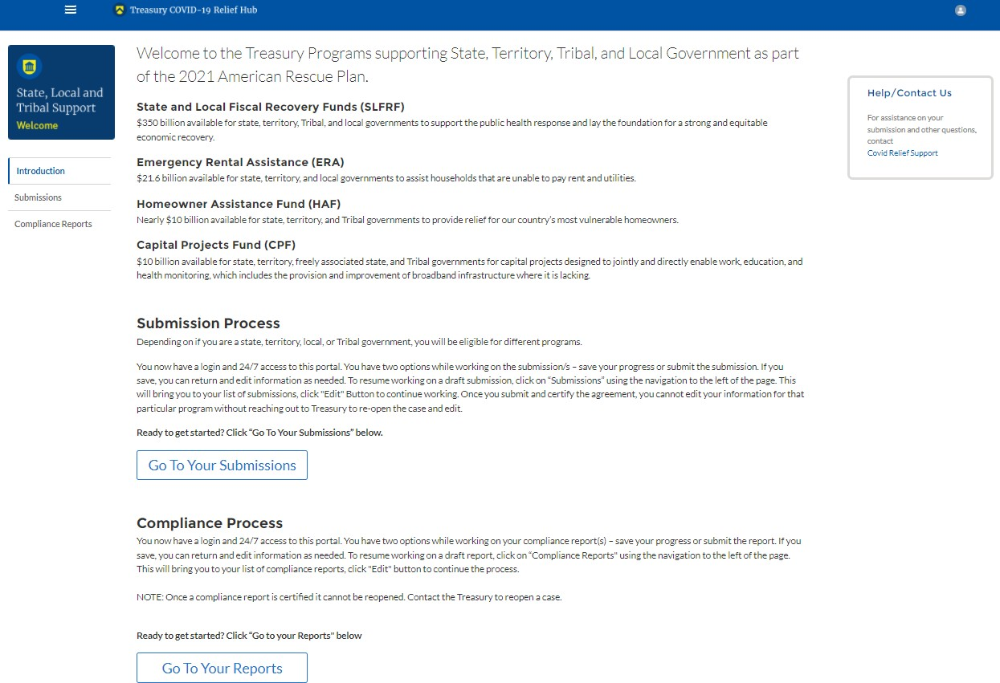 Treasury COVID-19 Relief Hub
State, Local and
Tribal Support
Welcome
Introduction
Submissions
Compliance Reports
Welcome to the Treasury Programs supporting State, Territory, Tribal, and Local Government as part
of the 2021 American Rescue Plan.
State and Local Fiscal Recovery Funds (SLFRF)
$350 billion available for state, territory, Tribal, and local governments to support the public health response and lay the foundation for a strong and equitable
economic recovery.
Emergency Rental Assistance (ERA)
$21.6 billion available for state, territory, and local governments to assist households that are unable to pay rent and utilities.
Homeowner Assistance Fund (HAF)
Nearly $10 billion available for state, territory, and Tribal governments to provide relief for our country's most vulnerable homeowners.
Capital Projects Fund (CPF)
$10 billion available for state, territory, freely associated state, and Tribal governments for capital projects designed to jointly and directly enable work, education, and
health monitoring, which includes the provision and improvement of broadband infrastructure where it is lacking.
Submission Process
Depending on if you are a state, territory, local, or Tribal government, you will be eligible for different programs.
You now have a login and 24/7 access to this portal. You have two options while working on the submission/s – save your progress or submit the submission. If you
save, you can return and edit information as needed. To resume working on a draft submission, click on “Submissions” using the navigation to the left of the page. This
will bring you to your list of submissions, click "Edit" Button to continue working. Once you submit and certify the agreement, you cannot edit your information for that
particular program without reaching out to Treasury to re-open the case and edit.
Ready to get started? Click “Go To Your Submissions” below.
Go To Your Submissions
Compliance Process
You now have a login and 24/7 access to this portal. You have two options while working on your compliance report(s) – save your progress or submit the report. If you
save, you can return and edit information as needed. To resume working on a draft report, click on “Compliance Reports" using the navigation to the left of the page.
This will bring you to your list of compliance reports, click "Edit" button to continue the process.
NOTE: Once a compliance report is certified it cannot be reopened. Contact the Treasury to reopen a case.
Ready to get started? Click “Go to your Reports" below
Go To Your Reports
Help/Contact Us
For assistance on your
submission and other questions,
contact
Covid Relief Support